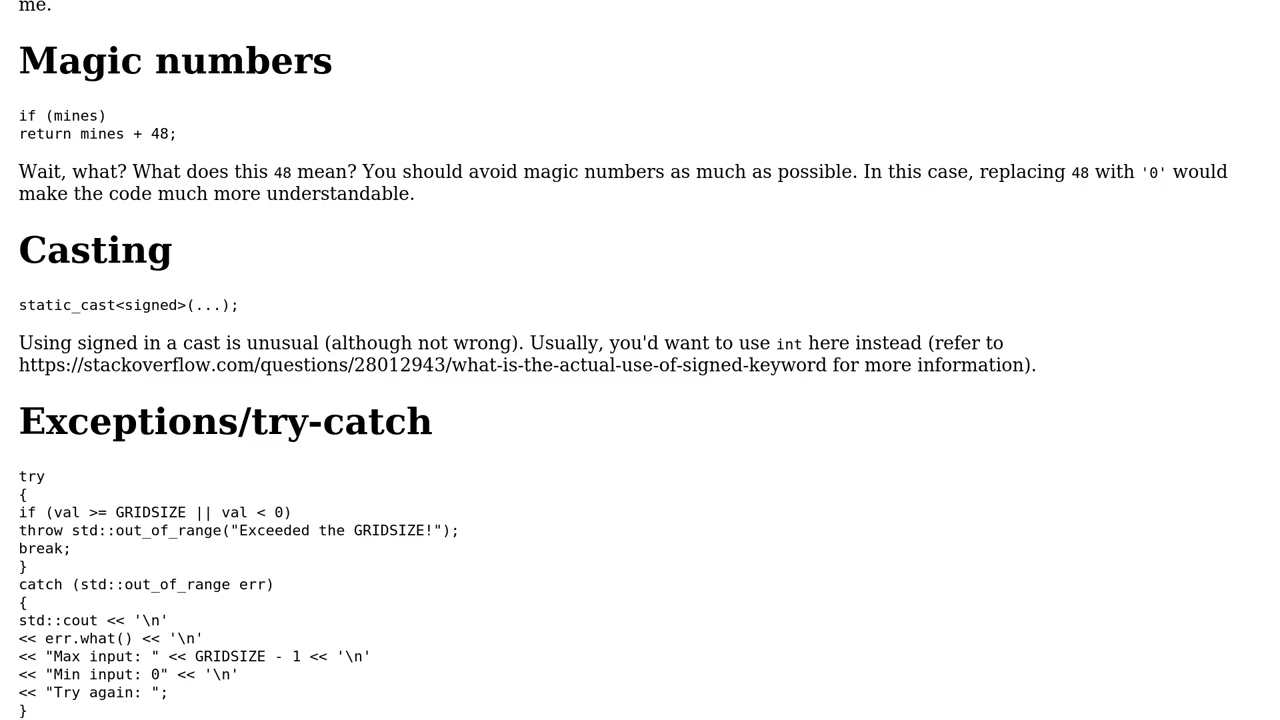 me.
Magic numbers
if (mines)
return mines + 48;
Wait, what? What does this 48 mean? You should avoid magic numbers as much as possible. In this case, replacing 48 with '0' would
make the code much more understandable.
Casting
static_cast<signed>(...);
Using signed in a cast is unusual (although not wrong). Usually, you'd want to use int here instead (refer to
https://stackoverflow.com/questions/28012943/what-is-the-actual-use-of-signed-keyword for more information).
Exceptions/try-catch
try
{
if (val >= GRIDSIZE || val < 0)
throw std::out_of_range("Exceeded the GRIDSIZE!");
break;
}
catch (std::out_of_range err)
{
std::cout << '\n'
<< err.what() << '\n'
<< "Max input: " << GRIDSIZE - 1 << '\n'
<< "Min input: 0" << '\n'
<< "Try again: ";
}